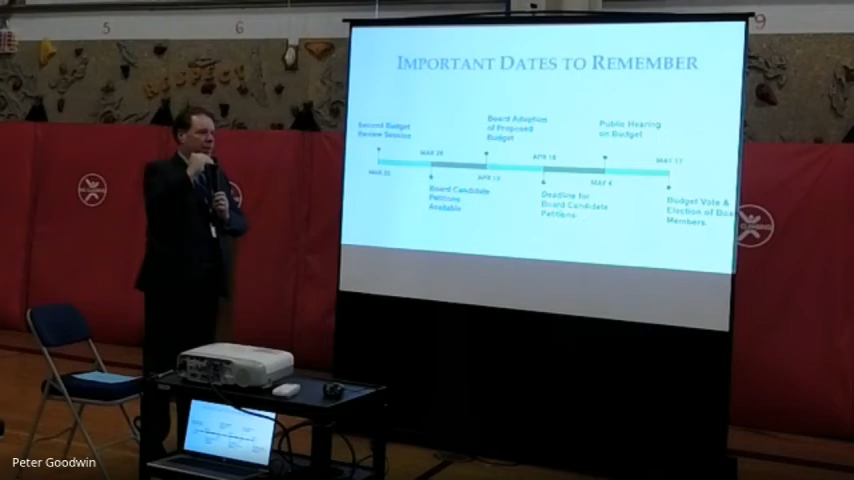 5
6
9
RESPECT
IMPORTANT DATES TO REMEMBER
Second Budget
Review Session
Board Adoption
of Proposed
Budget
Public Hearing
on Budget
MAR 29
APR 18
MAY 17
MAR 22
APR 13
MAY 4
Board Candidate
Petitions
Available
Deadline for
Board Candidate
Petitions
Budget Vote &
Election of Boa
Members
Peter Goodwin